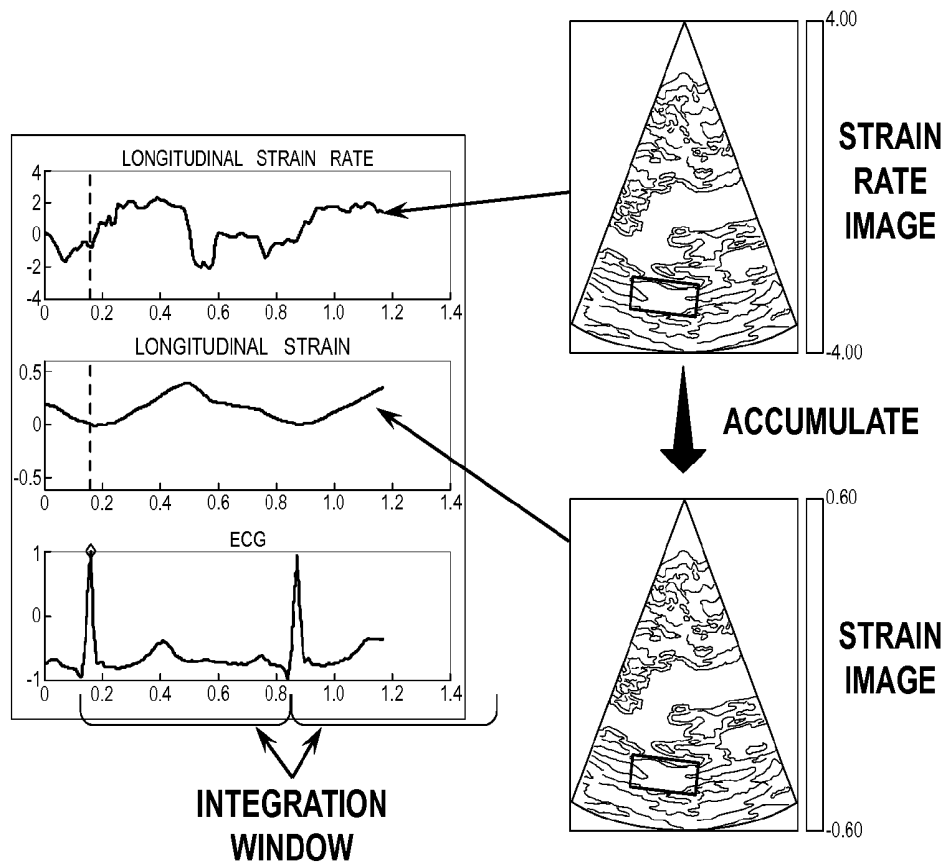 LONGITUDINAL STRAIN RATE
4
2
0
-2
-4
0 0.2 0.4 0.6 0.8 1.0 1.2 1.4
LONGITUDINAL STRAIN
0.5
0
-0.5
0 0.2 0.4 0.6 0.8 1.0 1.2 1.4
ECG
1
0
-1
0 0.2 0.4 0.6 0.8 1.0 1.2 1.4
INTEGRATION
WINDOW
4.00
-4.00
STRAIN
RATE
IMAGE
ACCUMULATE
0.60
-0.60
STRAIN
IMAGE